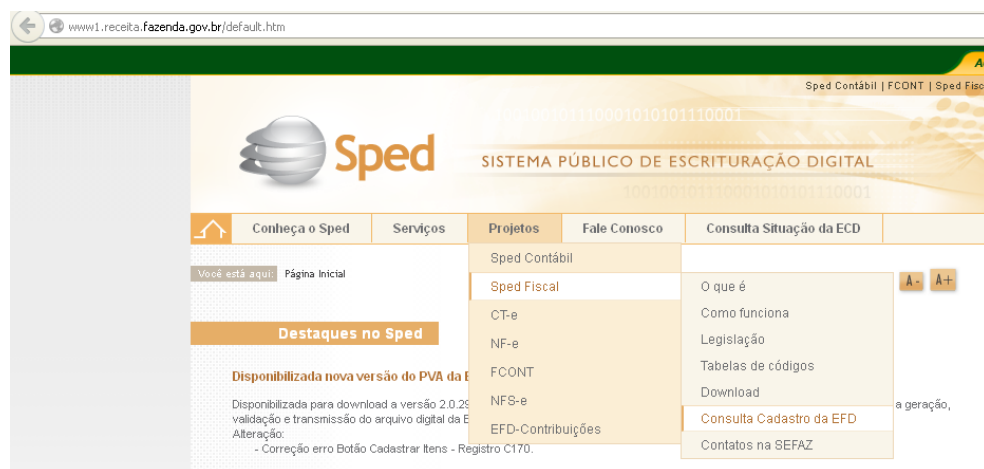 www1.receita.fazenda.gov.br/default.htm
Sped Contábil | FCONT | Sped Fisc
Sped
SISTEMA PÚBLICO DE ESCRITURAÇÃO DIGITAL
Conheça o Sped
Serviços
Projetos
Fale Conosco
Consulta Situação da ECD
Você está aqui: Página Inicial
A- A+
Sped Contábil
Sped Fiscal
CT-e
NF-e
FCONT
NFS-e
EFD-Contribuições
O que é
Como funciona
Legislação
Tabelas de códigos
Download
Consulta Cadastro da EFD
Contatos na SEFAZ
Destaques no Sped
Disponibilizada nova versão do PVA da E
Disponibilizada para download a versão 2.0.29 a geração,
validação e transmissão do arquivo digital da E
Alteração:
- Correção erro Botão Cadastrar Itens - Registro C170.